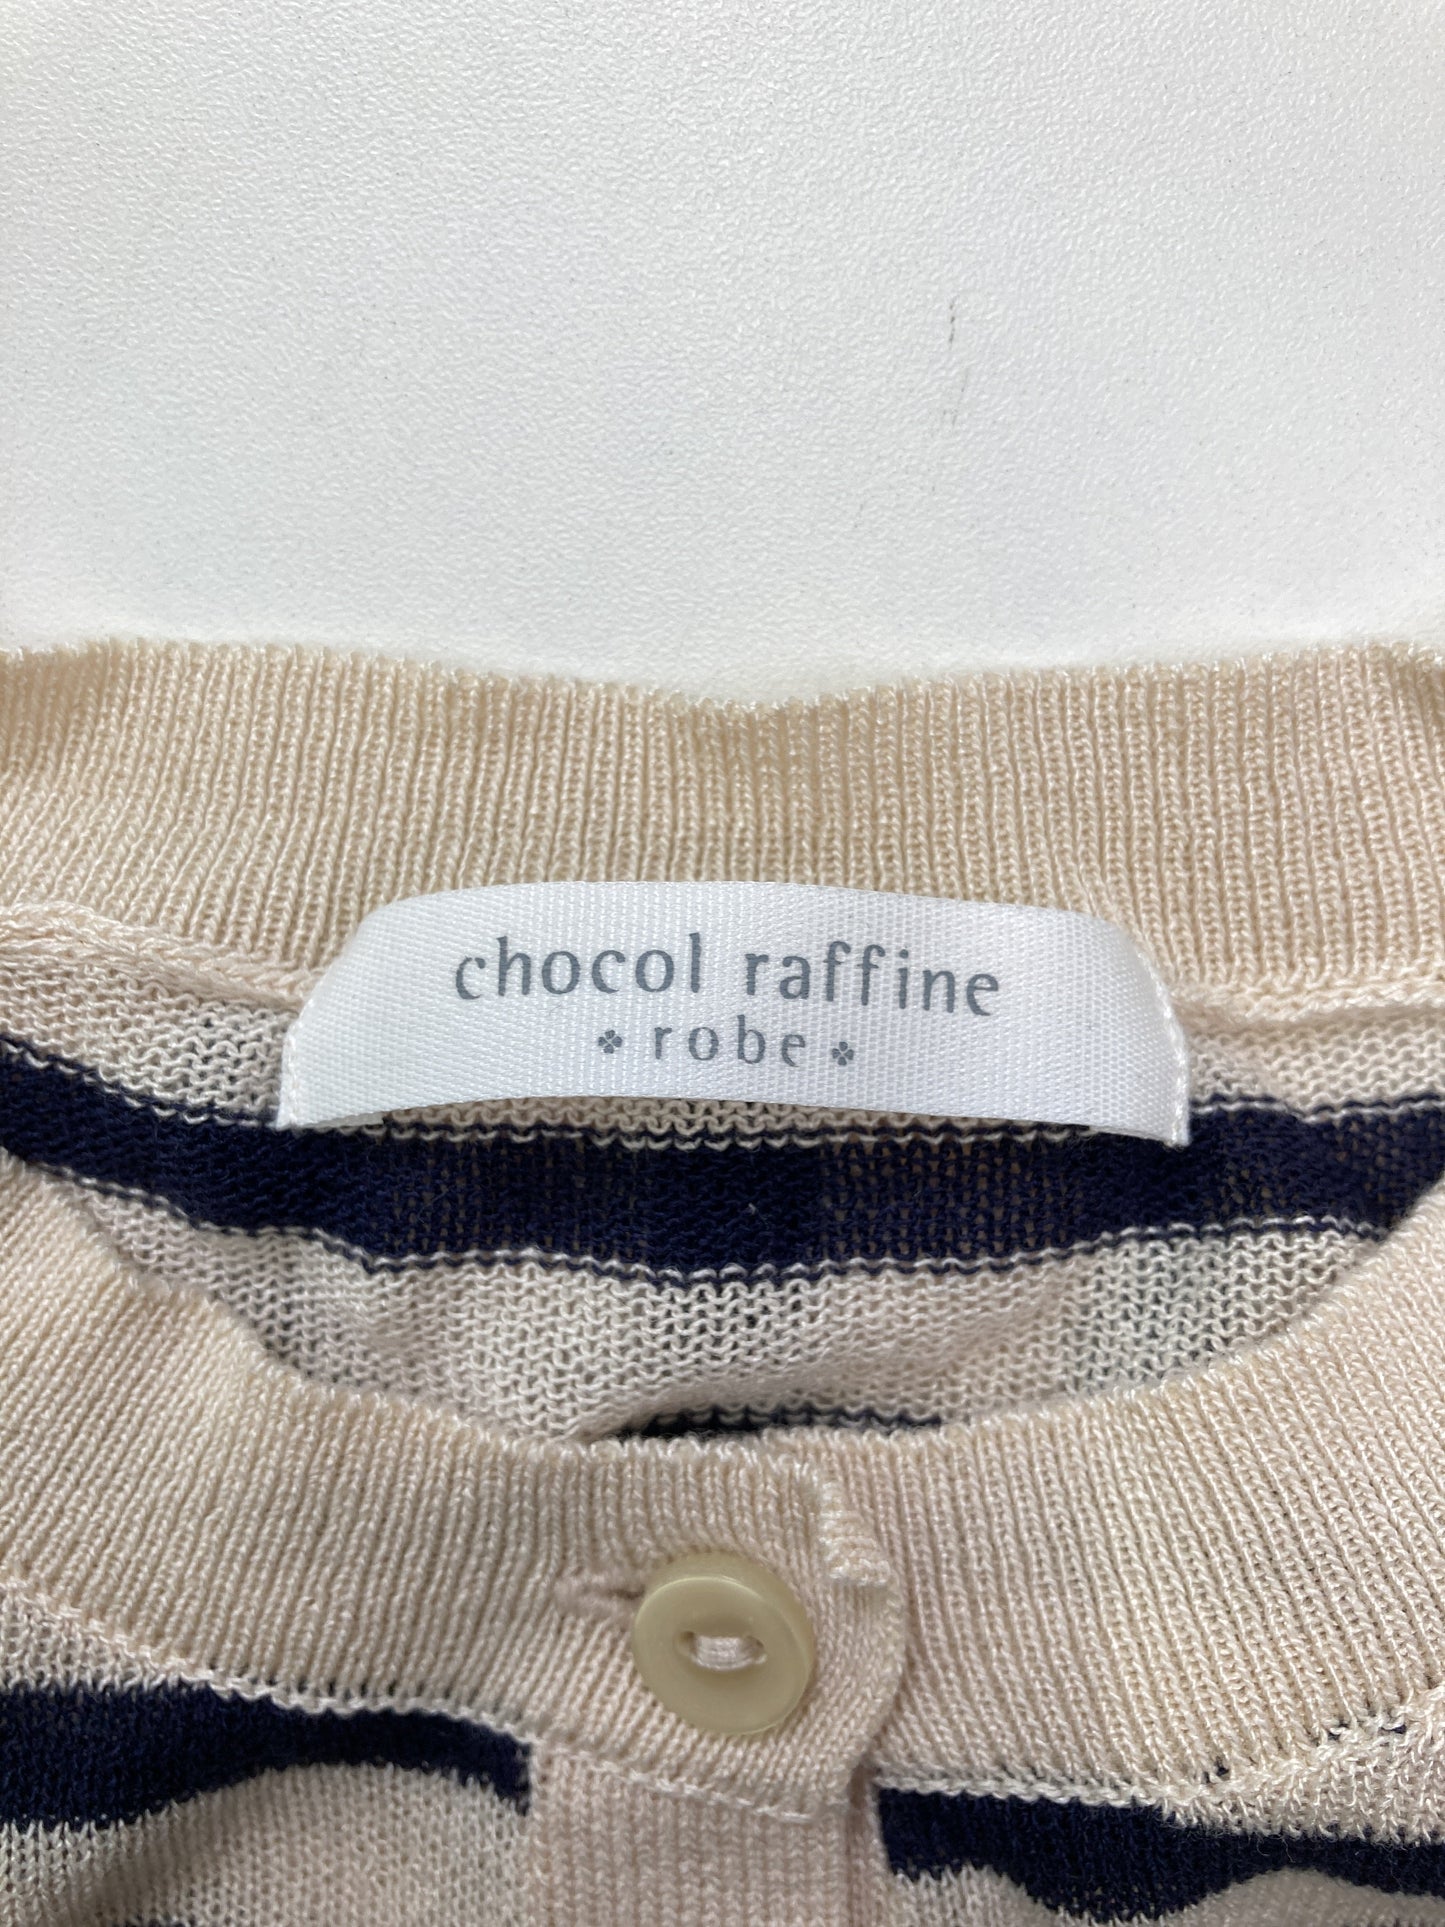 chocol raffine
robe